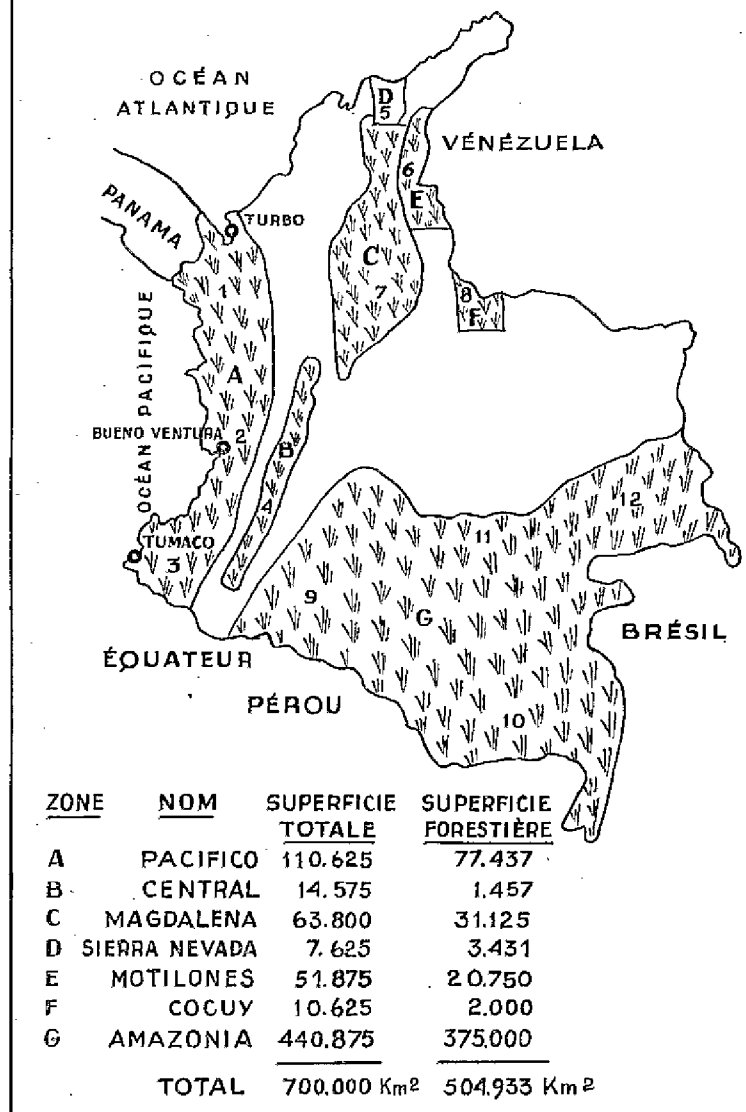 OCÉAN
ATLANTIQUE
D
5
VÉNÉZUELA
6
E
PANAMA
TURBO
C
7
1
8
F
OCÉAN PACIFIQUE
A
BUENO VENTURA
2
B
4
12
11
TUMACO
3
9
G
BRÉSIL
ÉQUATEUR
PÉROU
10
ZONE NOM SUPERFICIE TOTALE SUPERFICIE FORESTIÈRE
A PACIFICO 110.625 77.437
B CENTRAL 14.575 1.457
C MAGDALENA 63.800 31.125
D SIERRA NEVADA 7.625 3.431
E MOTILONES 51.875 20.750
F COCUY 10.625 2.000
G AMAZONIA 440.875 375.000
TOTAL 700.000 Km² 504.933 Km²